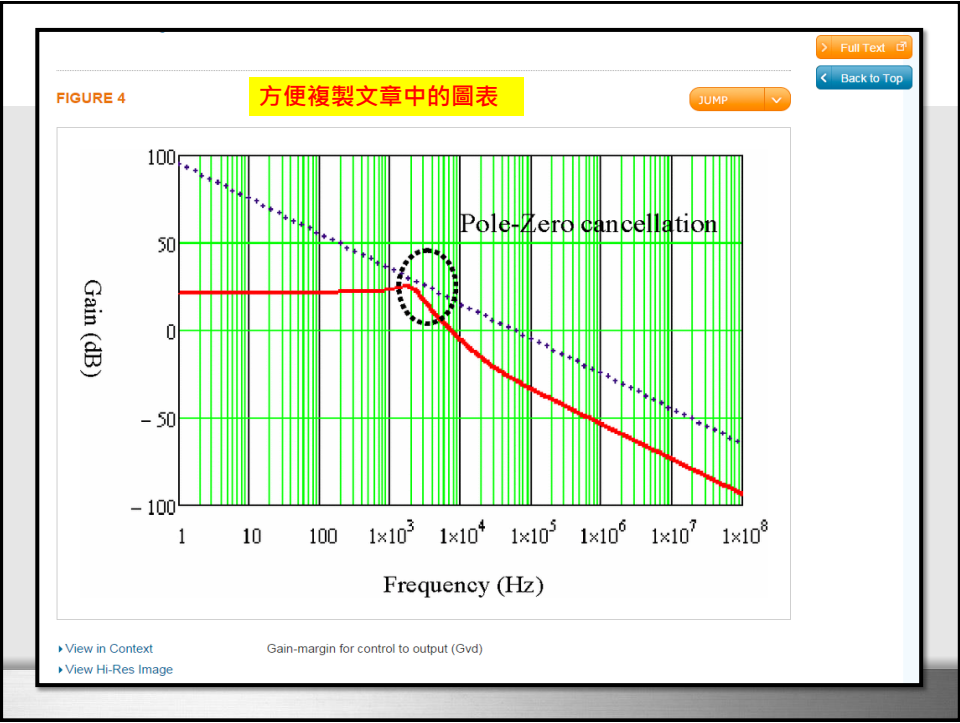 Full Text
Back to Top
FIGURE 4
方便複製文章中的圖表
JUMP
100
50
0
– 50
– 100
Gain (dB)
Pole-Zero cancellation
1 10 100 1×10³ 1×10⁴ 1×10⁵ 1×10⁶ 1×10⁷ 1×10⁸
Frequency (Hz)
View in Context
Gain-margin for control to output (Gvd)
View Hi-Res Image